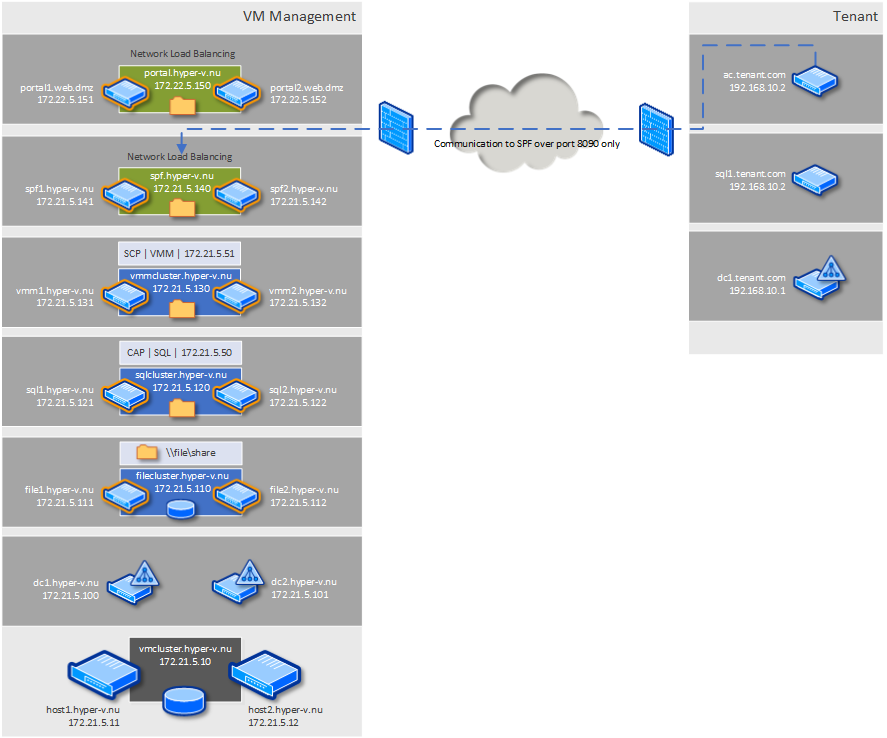 VM Management
Network Load Balancing
portal.hyper-v.nu
172.22.5.150
portal1.web.dmz
172.22.5.151
portal2.web.dmz
172.22.5.152
Network Load Balancing
spf.hyper-v.nu
172.21.5.140
spf1.hyper-v.nu
172.21.5.141
spf2.hyper-v.nu
172.21.5.142
SCP | VMM | 172.21.5.51
vmmcluster.hyper-v.nu
172.21.5.130
vmm1.hyper-v.nu
172.21.5.131
vmm2.hyper-v.nu
172.21.5.132
CAP | SQL | 172.21.5.50
sqlcluster.hyper-v.nu
172.21.5.120
sql1.hyper-v.nu
172.21.5.121
sql2.hyper-v.nu
172.21.5.122
\\file\share
filecluster.hyper-v.nu
172.21.5.110
file1.hyper-v.nu
172.21.5.111
file2.hyper-v.nu
172.21.5.112
dc1.hyper-v.nu
172.21.5.100
dc2.hyper-v.nu
172.21.5.101
vmcluster.hyper-v.nu
172.21.5.10
host1.hyper-v.nu
172.21.5.11
host2.hyper-v.nu
172.21.5.12
Communication to SPF over port 8090 only
Tenant
ac.tenant.com
192.168.10.2
sql1.tenant.com
192.168.10.2
dc1.tenant.com
192.168.10.1